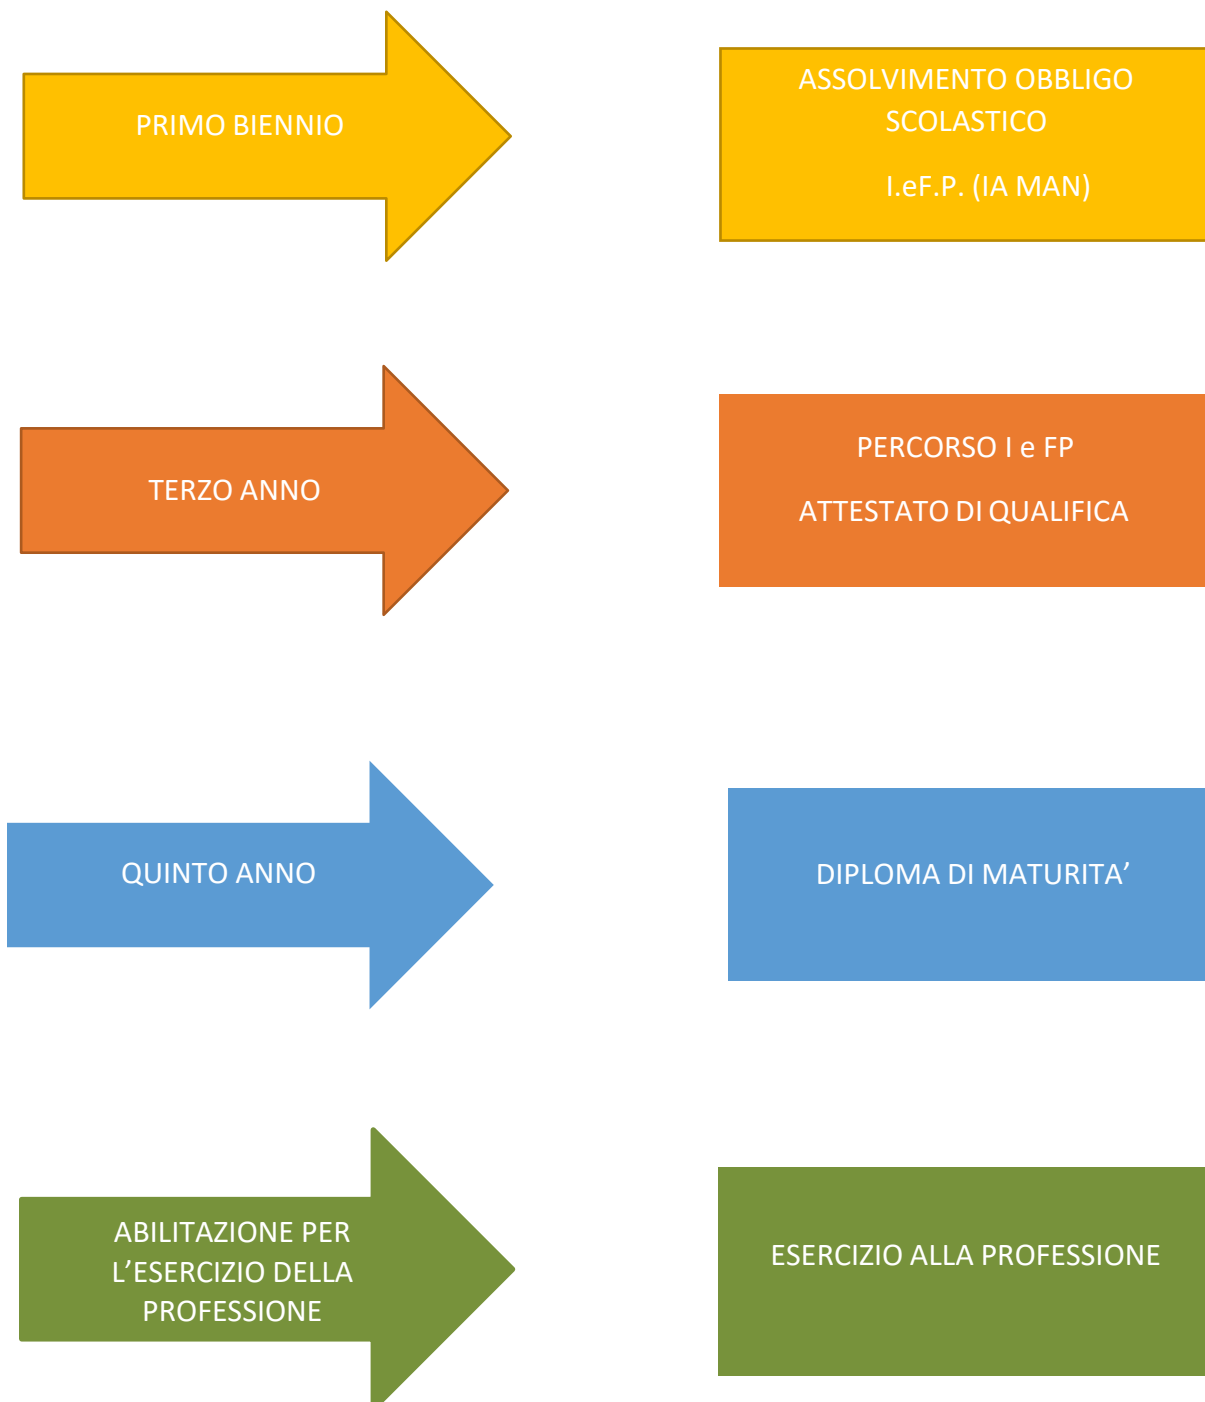 PRIMO BIENNIO
ASSOLVIMENTO OBBLIGO
SCOLASTICO
I.eF.P. (IA MAN)
TERZO ANNO
PERCORSO I e FP
ATTESTATO DI QUALIFICA
QUINTO ANNO
DIPLOMA DI MATURITA’
ABILITAZIONE PER
L’ESERCIZIO DELLA
PROFESSIONE
ESERCIZIO ALLA PROFESSIONE